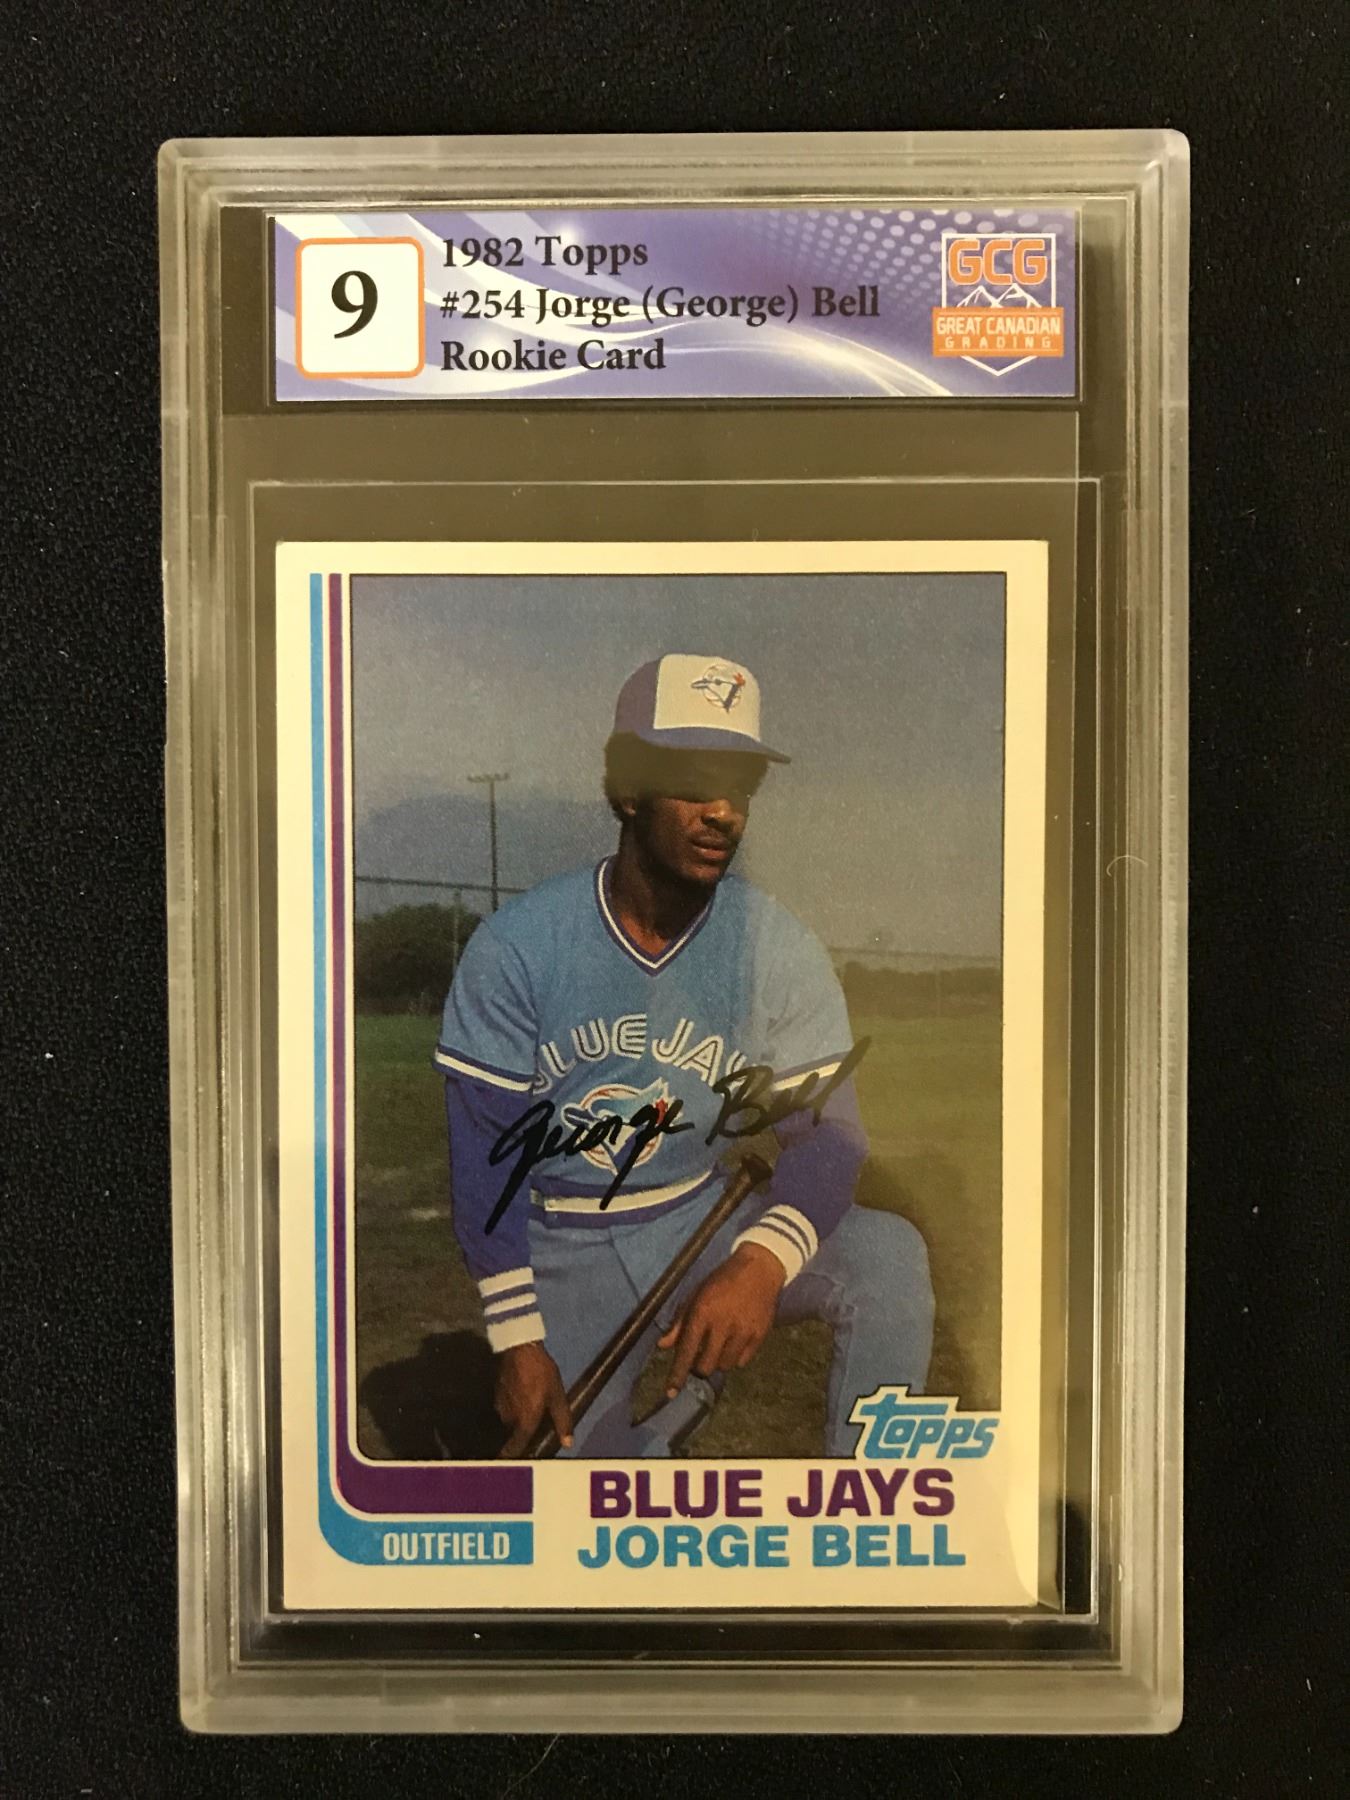 9
1982 Topps
#254 Jorge (George) Bell
Rookie Card
GCG
GREAT CANADIAN
GRADING
BLUE JAY
George Bell
Topps
BLUE JAYS
OUTFIELD
JORGE BELL